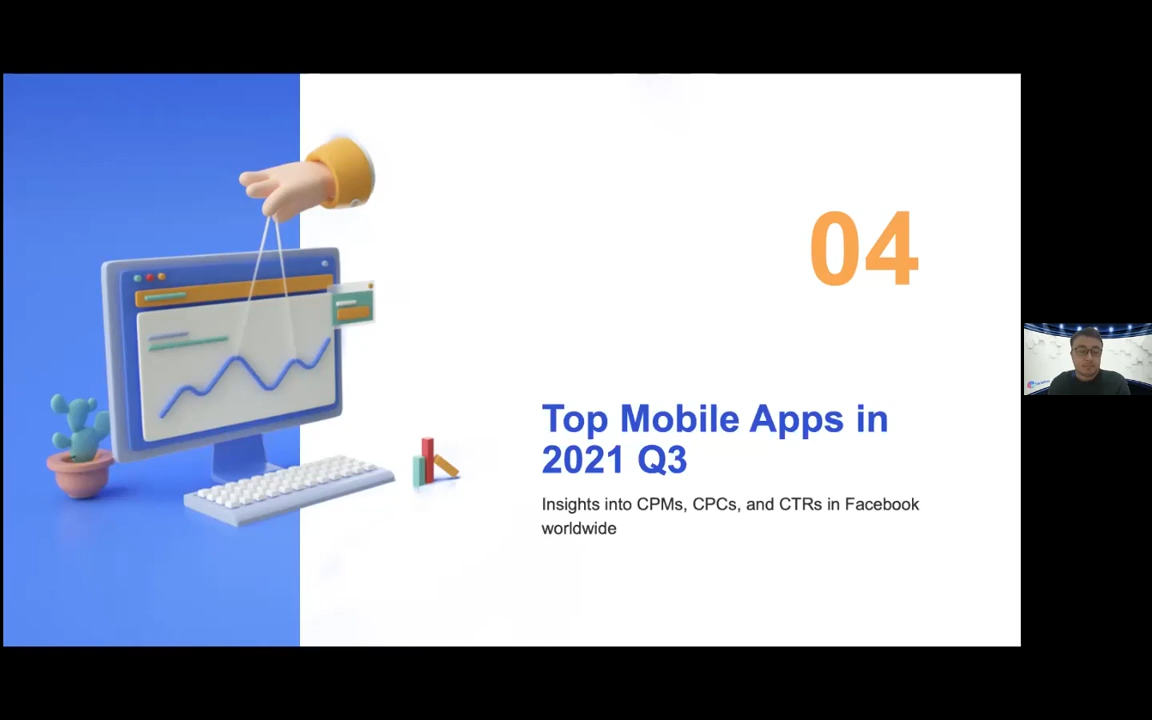 04
Top Mobile Apps in
2021 Q3
Insights into CPMs, CPCs, and CTRs in Facebook
worldwide